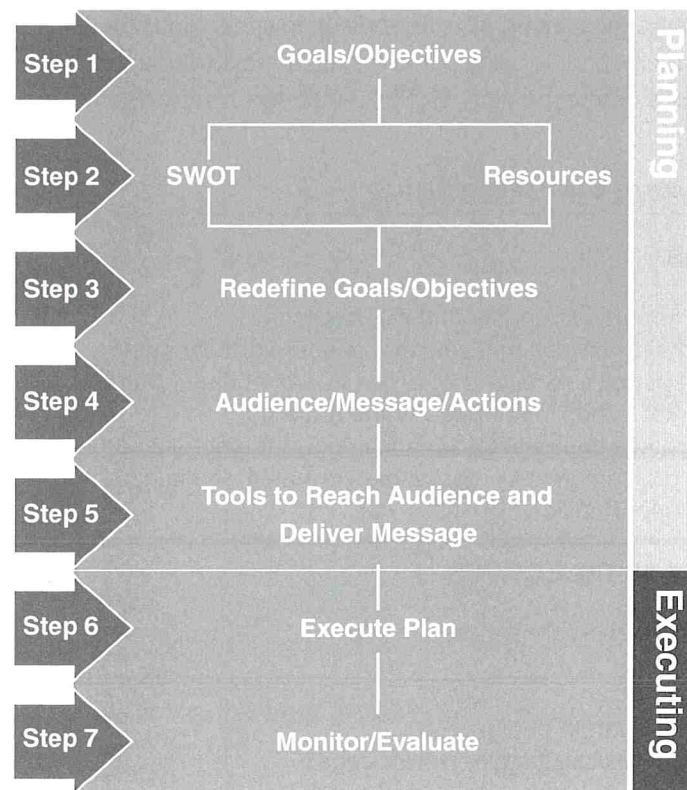 Step 1
Goals/Objectives
Planning
Step 2
SWOT
Resources
Step 3
Redefine Goals/Objectives
Step 4
Audience/Message/Actions
Step 5
Tools to Reach Audience and
Deliver Message
Step 6
Execute Plan
Executing
Step 7
Monitor/Evaluate